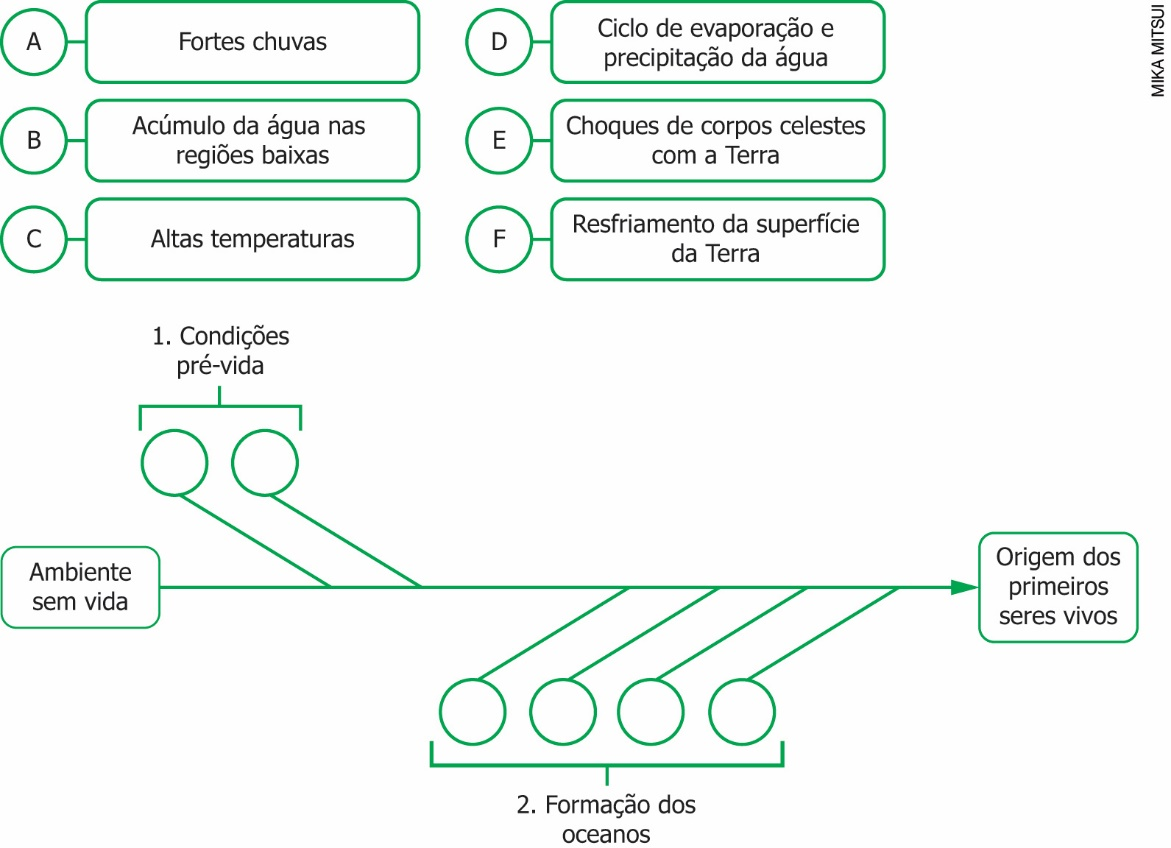 A
Fortes chuvas
D
Ciclo de evaporação e
precipitação da água
B
Acúmulo da água nas
regiões baixas
E
Choques de corpos celestes
com a Terra
C
Altas temperaturas
F
Resfriamento da superfície
da Terra
MIKA MITSUI
1. Condições
pré-vida
Ambiente
sem vida
Origem dos
primeiros
seres vivos
2. Formação dos
oceanos